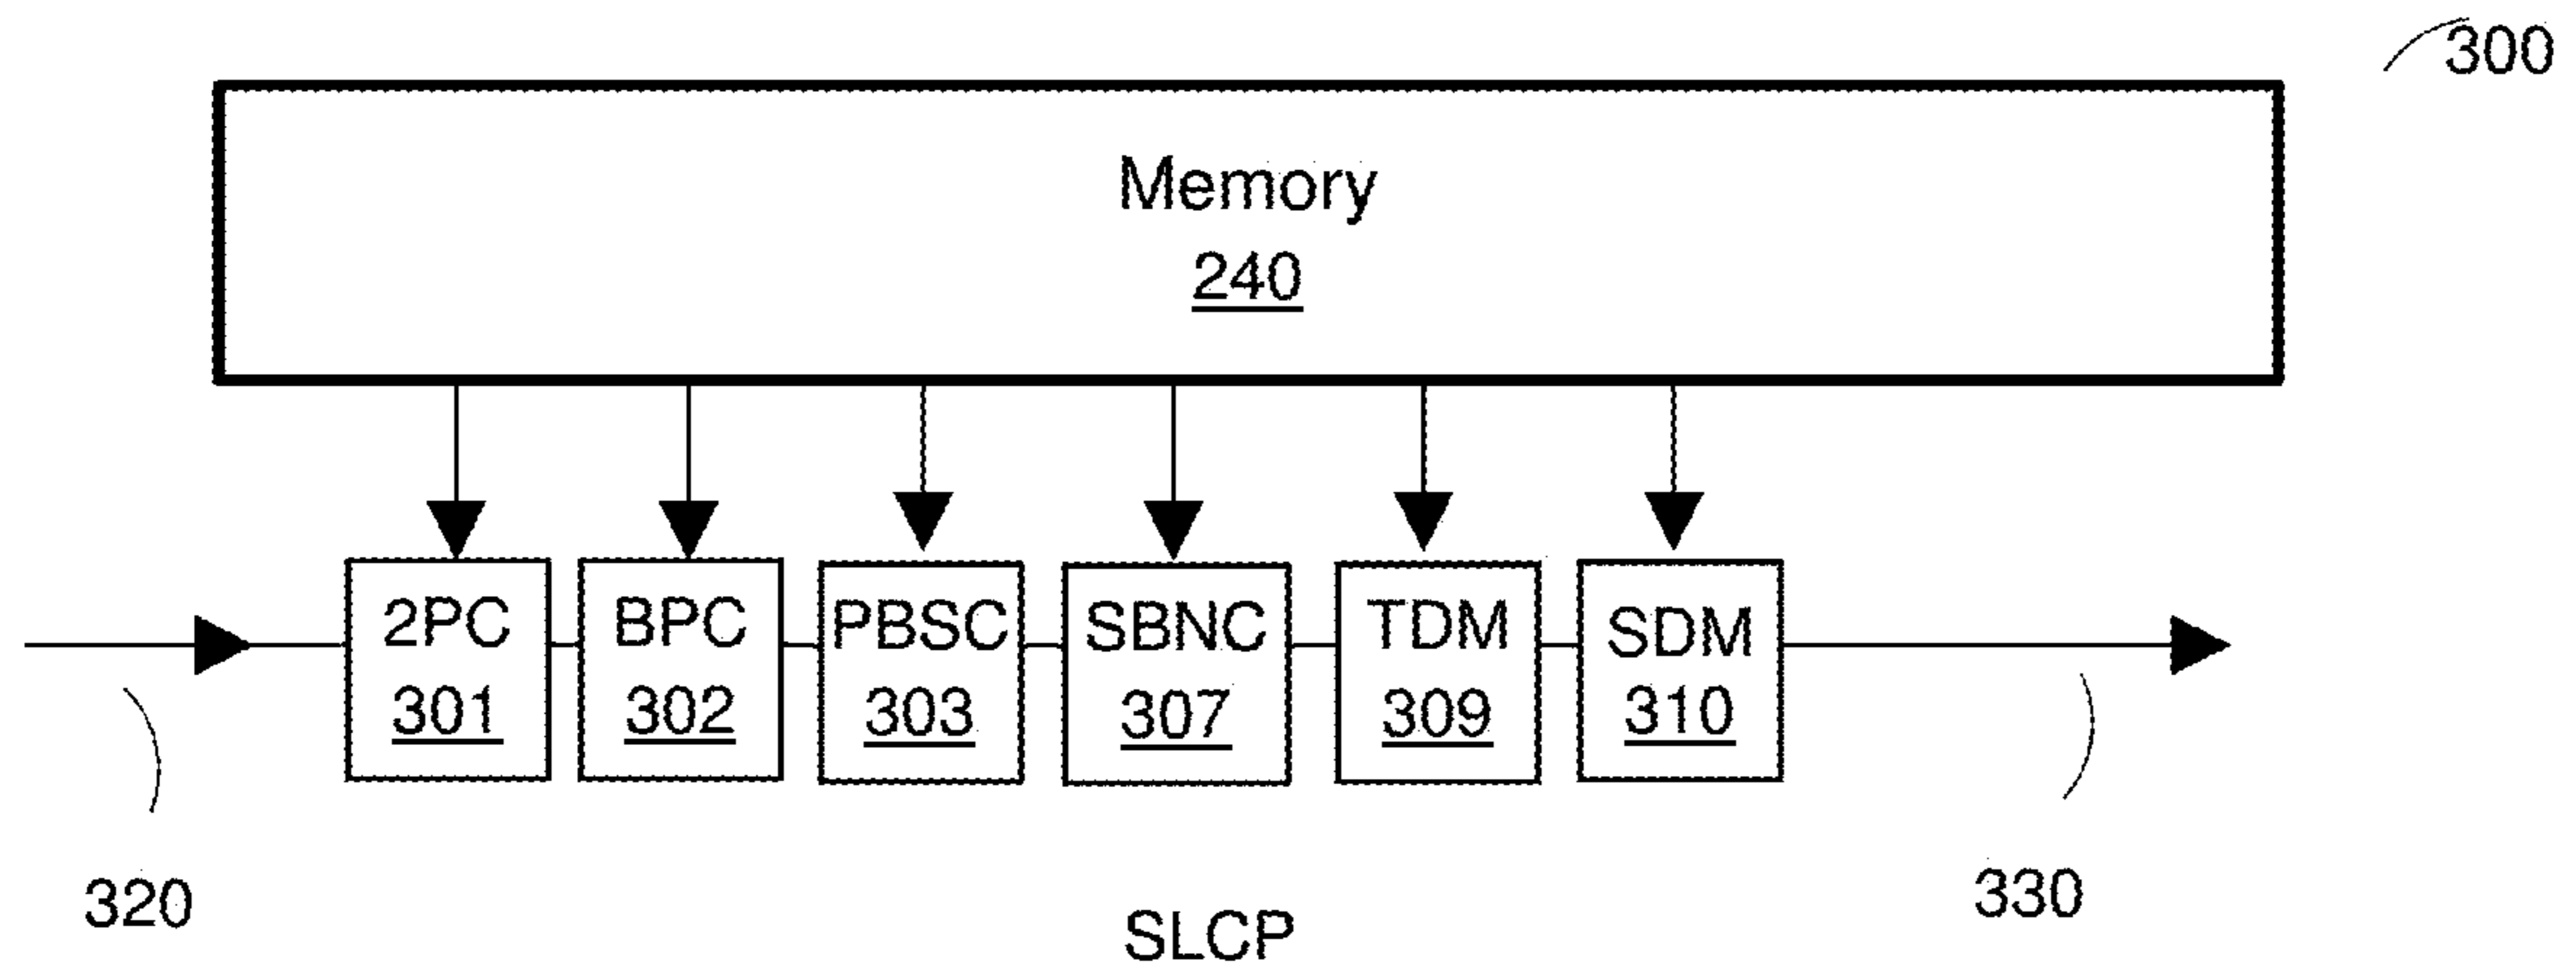 300
Memory
240
2PC
301
BPC
302
PBSC
303
SBNC
307
TDM
309
SDM
310
320
330
SLCP